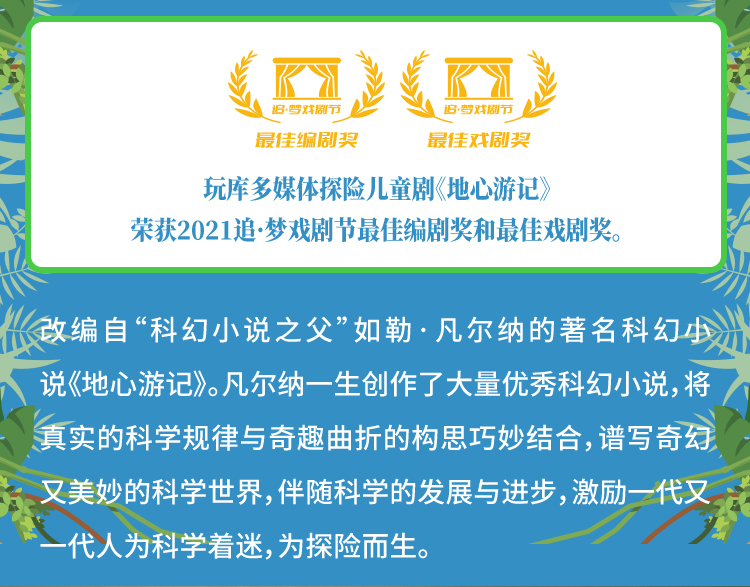 追·梦戏剧节 追·梦戏剧节
最佳编剧奖 最佳戏剧奖
玩库多媒体探险儿童剧《地心游记》
荣获2021追·梦戏剧节最佳编剧奖和最佳戏剧奖。
改编自“科幻小说之父”如勒·凡尔纳的著名科幻小
说《地心游记》。凡尔纳一生创作了大量优秀科幻小说，将
真实的科学规律与奇趣曲折的构思巧妙结合，谱写奇幻
又美妙的科学世界，伴随科学的发展与进步，激励一代又
一代人为科学着迷，为探险而生。